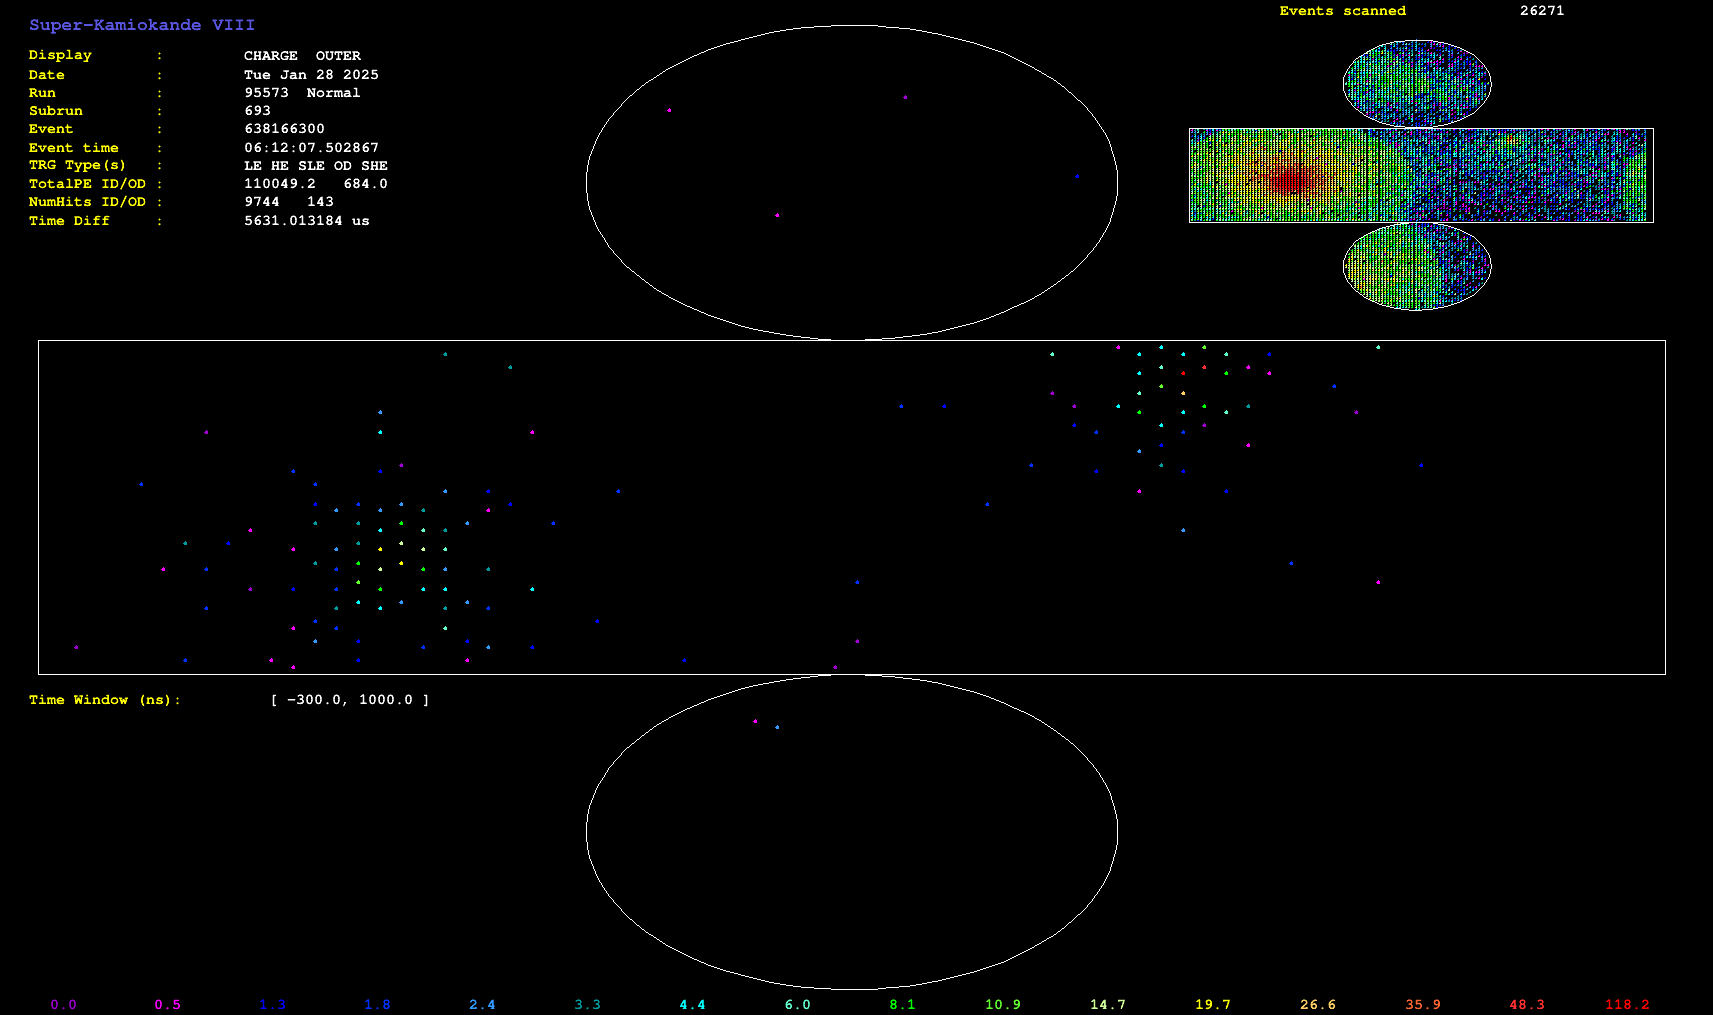 Super-Kamiokande VIII
Events scanned 26271
Display : CHARGE OUTER
Date : Tue Jan 28 2025
Run : 95573 Normal
Subrun : 693
Event : 638166300
Event time : 06:12:07.502867
TRG Type(s) : LE HE SLE OD SHE
TotalPE ID/OD : 110049.2 684.0
NumHits ID/OD : 9744 143
Time Diff : 5631.013184 us
Time Window (ns): [ -300.0, 1000.0 ]
0.0 0.5 1.3 1.8 2.4 3.3 4.4 6.0 8.1 10.9 14.7 19.7 26.6 35.9 48.3 118.2